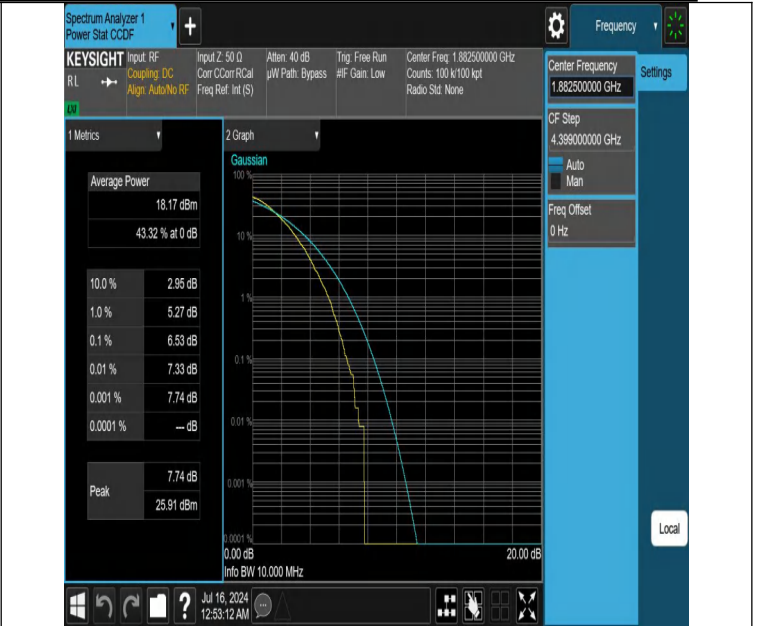 Spectrum Analyzer 1
Power Stat CCDF
Frequency
KEYSIGHT
RL
Input: RF
Coupling: DC
Align: Auto/No RF
Input Z: 50 Ω
Corr CCorr RCal
Freq Ref: Int (S)
Atten: 40 dB
µW Path: Bypass
Trig: Free Run
#IF Gain: Low
Center Freq: 1.882500000 GHz
Counts: 100 k/100 kpt
Radio Std: None
Center Frequency
1.882500000 GHz
Settings
CF Step
4.399000000 GHz
Auto
Man
Freq Offset
0 Hz
1 Metrics
Average Power
18.17 dBm
43.32 % at 0 dB
10.0 % 2.95 dB
1.0 % 5.27 dB
0.1 % 6.53 dB
0.01 % 7.33 dB
0.001 % 7.74 dB
0.0001 % --- dB
Peak
7.74 dB
25.91 dBm
2 Graph
Gaussian
100 %
10 %
1 %
0.1 %
0.01 %
0.001 %
0.0001 %
0.00 dB 20.00 dB
Info BW 10.000 MHz
Local
?
Jul 16, 2024
12:53:12 AM